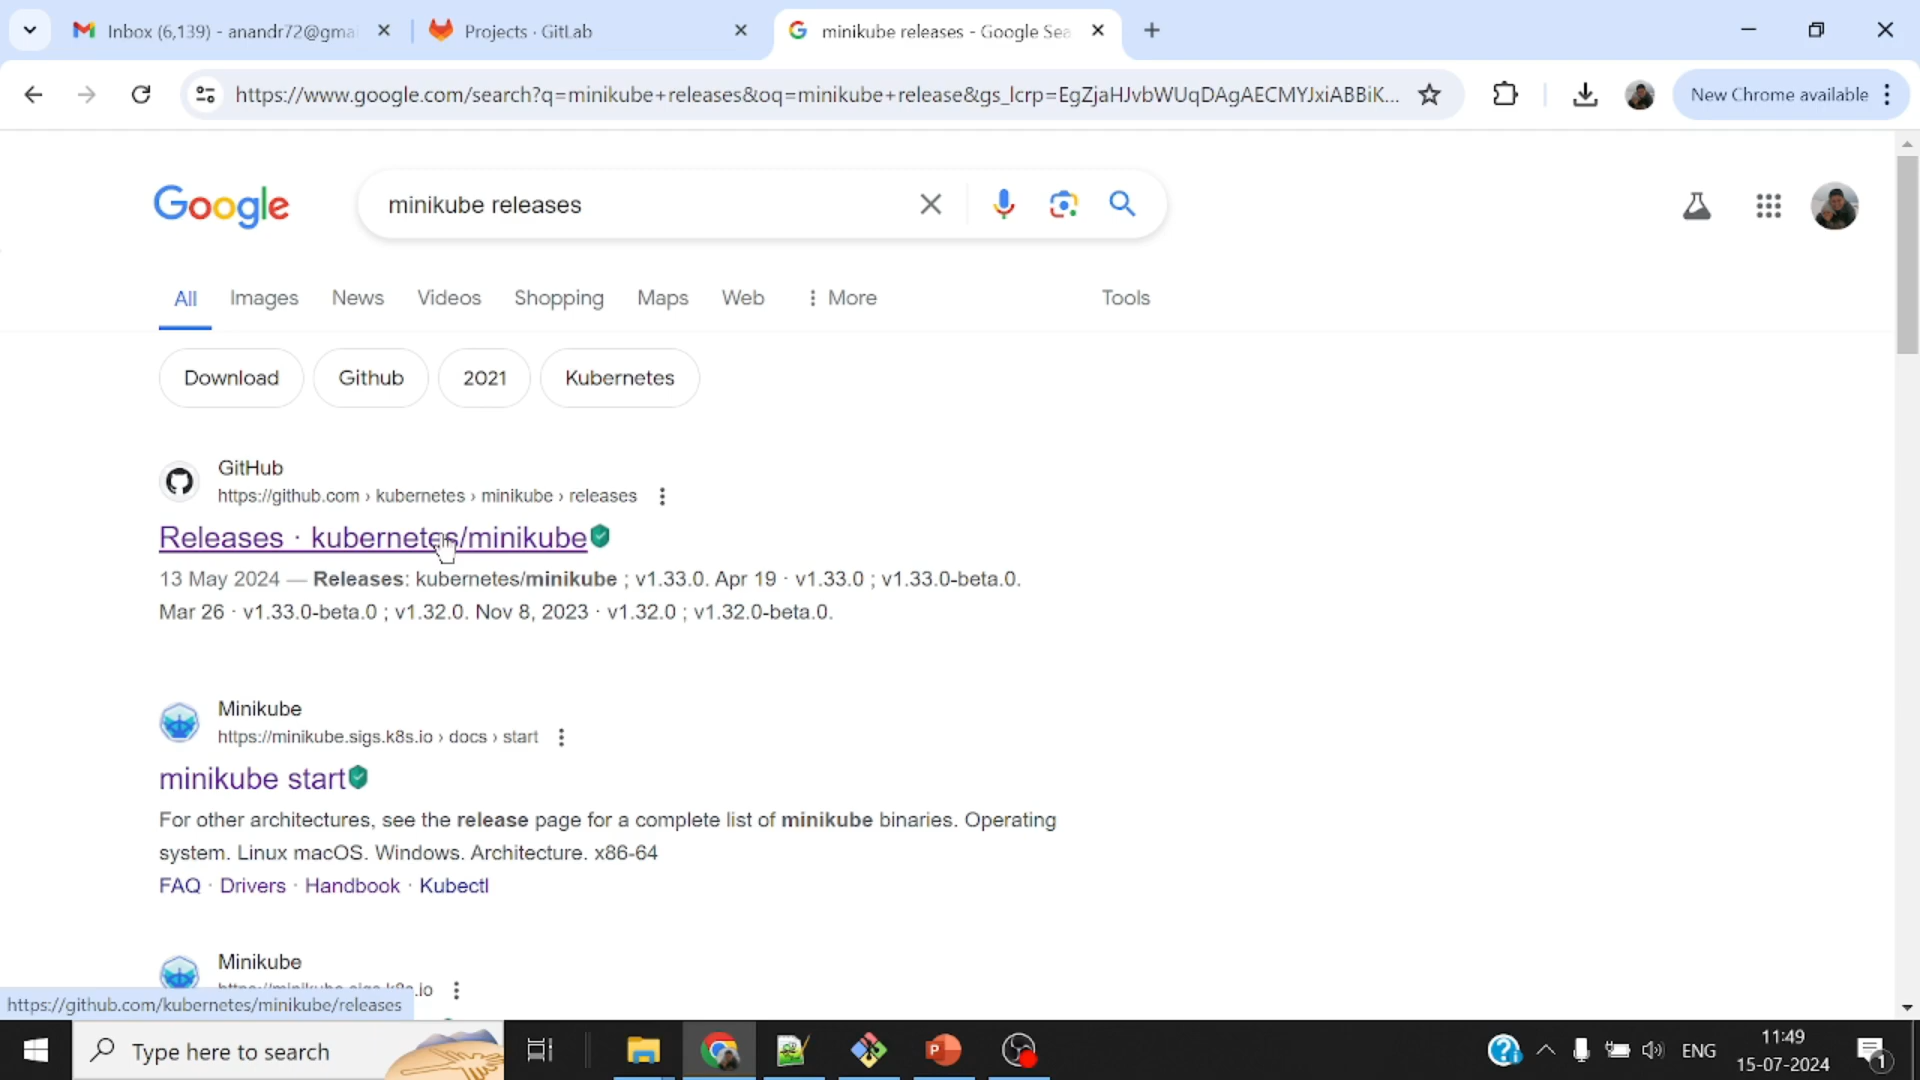 Inbox (6,139) - anandr72@gma
Projects · GitLab
minikube releases - Google Sea
https://www.google.com/search?q=minikube+releases&oq=minikube+release&gs_lcrp=EgZjaHJvbWUqDAgAECMYJxiABBiK...
New Chrome available
Google
minikube releases
All
Images
News
Videos
Shopping
Maps
Web
More
Tools
Download
Github
2021
Kubernetes
GitHub
https://github.com › kubernetes › minikube › releases
Releases · kubernetes/minikube
13 May 2024 — Releases: kubernetes/minikube ; v1.33.0. Apr 19 · v1.33.0 ; v1.33.0-beta.0.
Mar 26 · v1.33.0-beta.0 ; v1.32.0. Nov 8, 2023 · v1.32.0 ; v1.32.0-beta.0.
Minikube
https://minikube.sigs.k8s.io › docs › start
minikube start
For other architectures, see the release page for a complete list of minikube binaries. Operating
system. Linux macOS. Windows. Architecture. x86-64
FAQ · Drivers · Handbook · Kubectl
Minikube
https://minikube.sigs.k8s.io
https://github.com/kubernetes/minikube/releases
Type here to search
ENG
11:49
15-07-2024
1